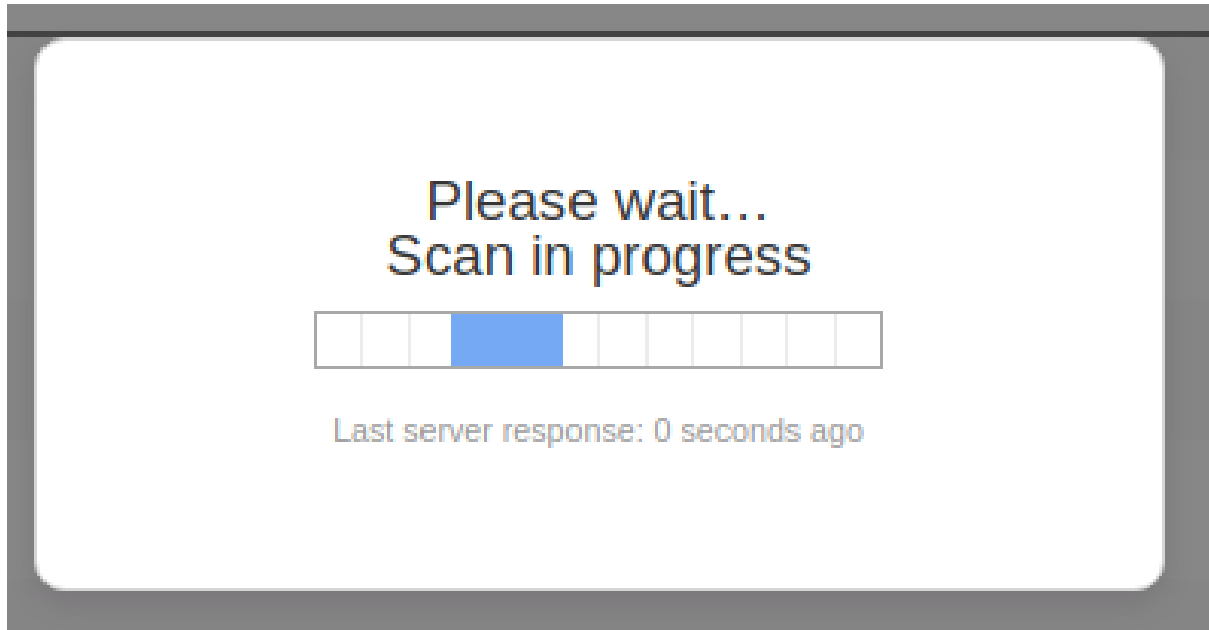 Please wait…
Scan in progress
Last server response: 0 seconds ago